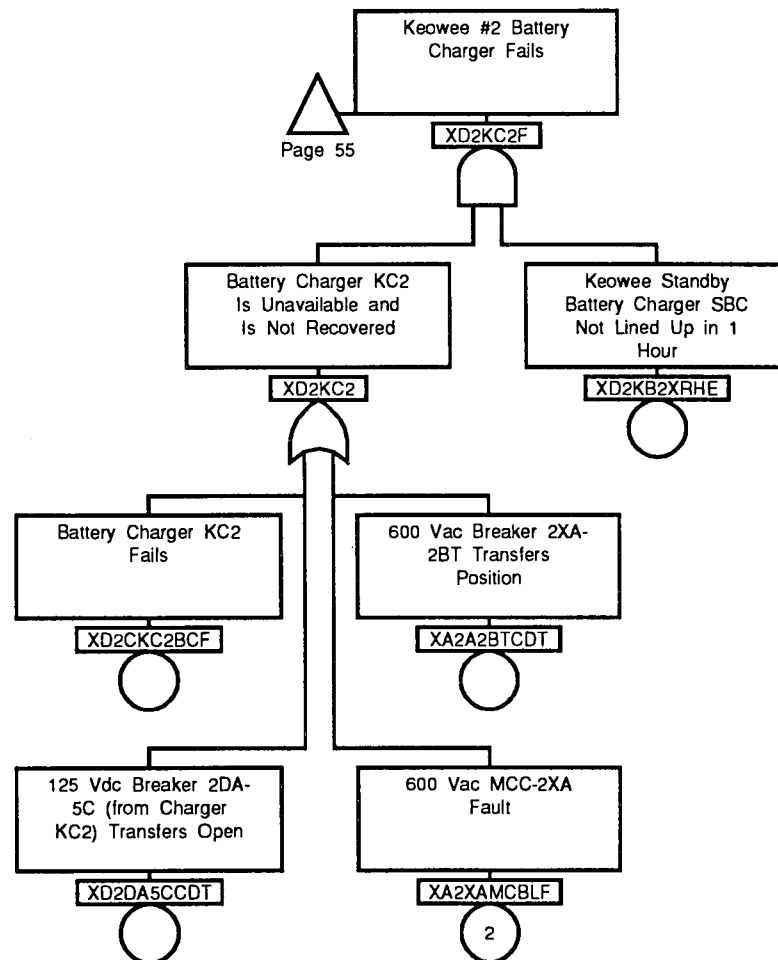 Keowee #2 Battery
Charger Fails
Page 55
XD2KC2F
Battery Charger KC2
Is Unavailable and
Is Not Recovered
XD2KC2
Keowee Standby
Battery Charger SBC
Not Lined Up in 1
Hour
XD2KB2XRHE
Battery Charger KC2
Fails
XD2CKC2BCF
600 Vac Breaker 2XA-
2BT Transfers
Position
XA2A2BTCDT
125 Vdc Breaker 2DA-
5C (from Charger
KC2) Transfers Open
XD2DA5CCDT
600 Vac MCC-2XA
Fault
XA2XAMCBLF
2